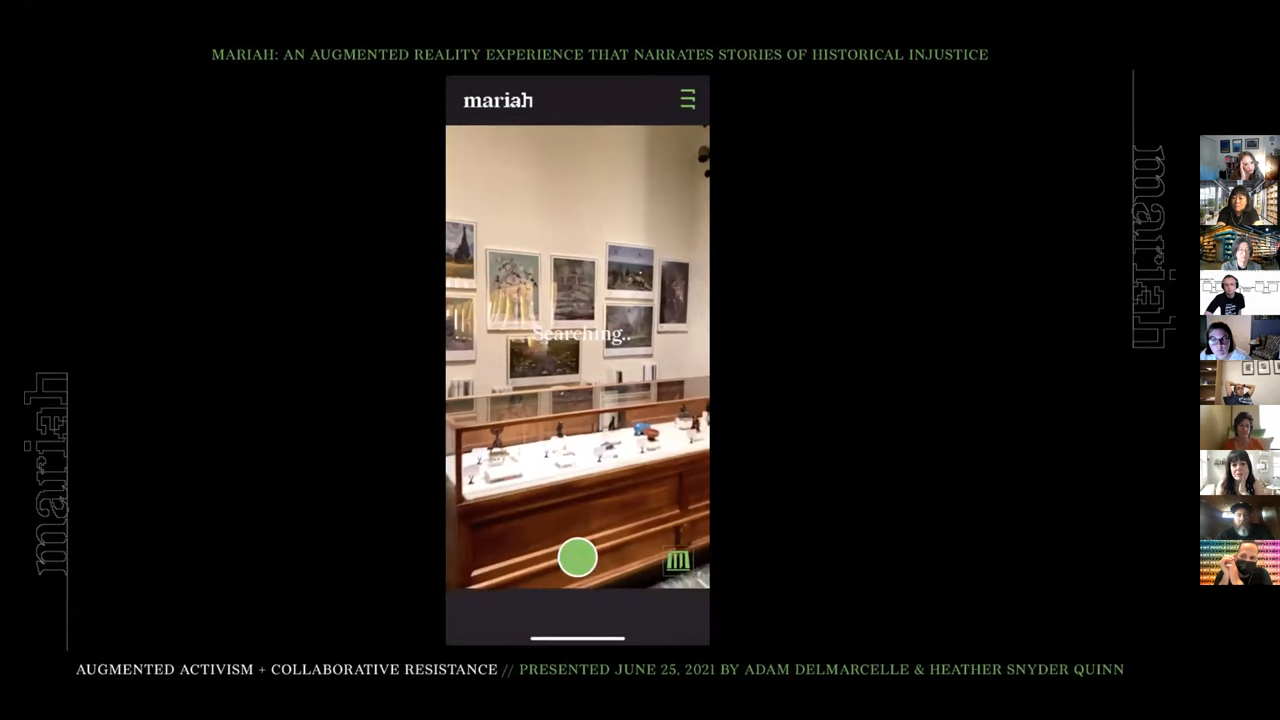 MARIAH: AN AUGMENTED REALITY EXPERIENCE THAT NARRATES STORIES OF HISTORICAL INJUSTICE
mariah
Searching..
mariah
mariah
AUGMENTED ACTIVISM + COLLABORATIVE RESISTANCE // PRESENTED JUNE 25, 2021 BY ADAM DELMARCELLE & HEATHER SNYDER QUINN